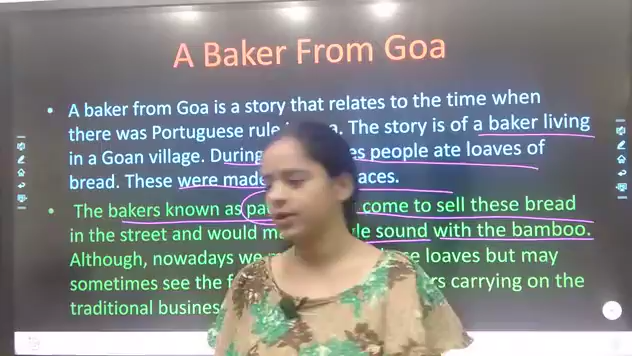 A Baker From Goa
• A baker from Goa is a story that relates to the time when
there was Portuguese rule The story is of a baker living
in a Goan village. During people ate loaves of
bread. These were made
• The bakers known as come to sell these bread
in the street and would sound with the bamboo.
Although, nowadays we loaves but may
sometimes see the carrying on the
traditional business